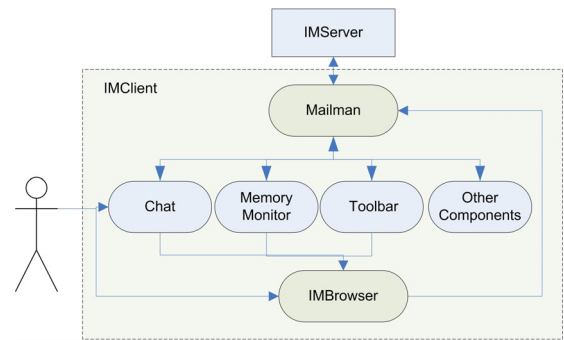 IMServer
IMClient
Mailman
Chat
Memory
Monitor
Toolbar
Other
Components
IMBrowser